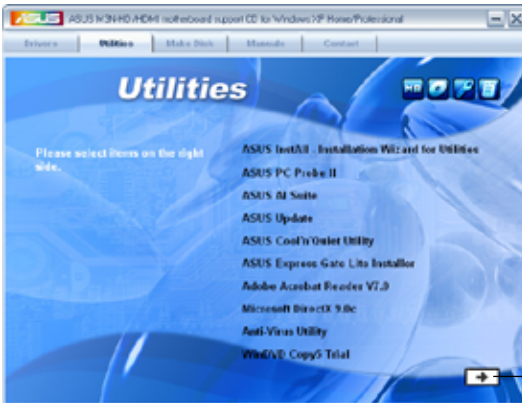 ASUS M3N-HD/HDMI motherboard support CD for Windows XP Home/Professional
Drivers
Utilities
Make Disk
Manuals
Contact
Utilities
Please select items on the right
side.
ASUS InstAll - Installation Wizard for Utilities
ASUS PC Probe II
ASUS AI Suite
ASUS Update
ASUS Cool'n'Quiet Utility
ASUS Express Gate Lite Installer
Adobe Acrobat Reader V7.0
Microsoft DirectX 9.0c
Anti-Virus Utility
WinDVD Copy5 Trial